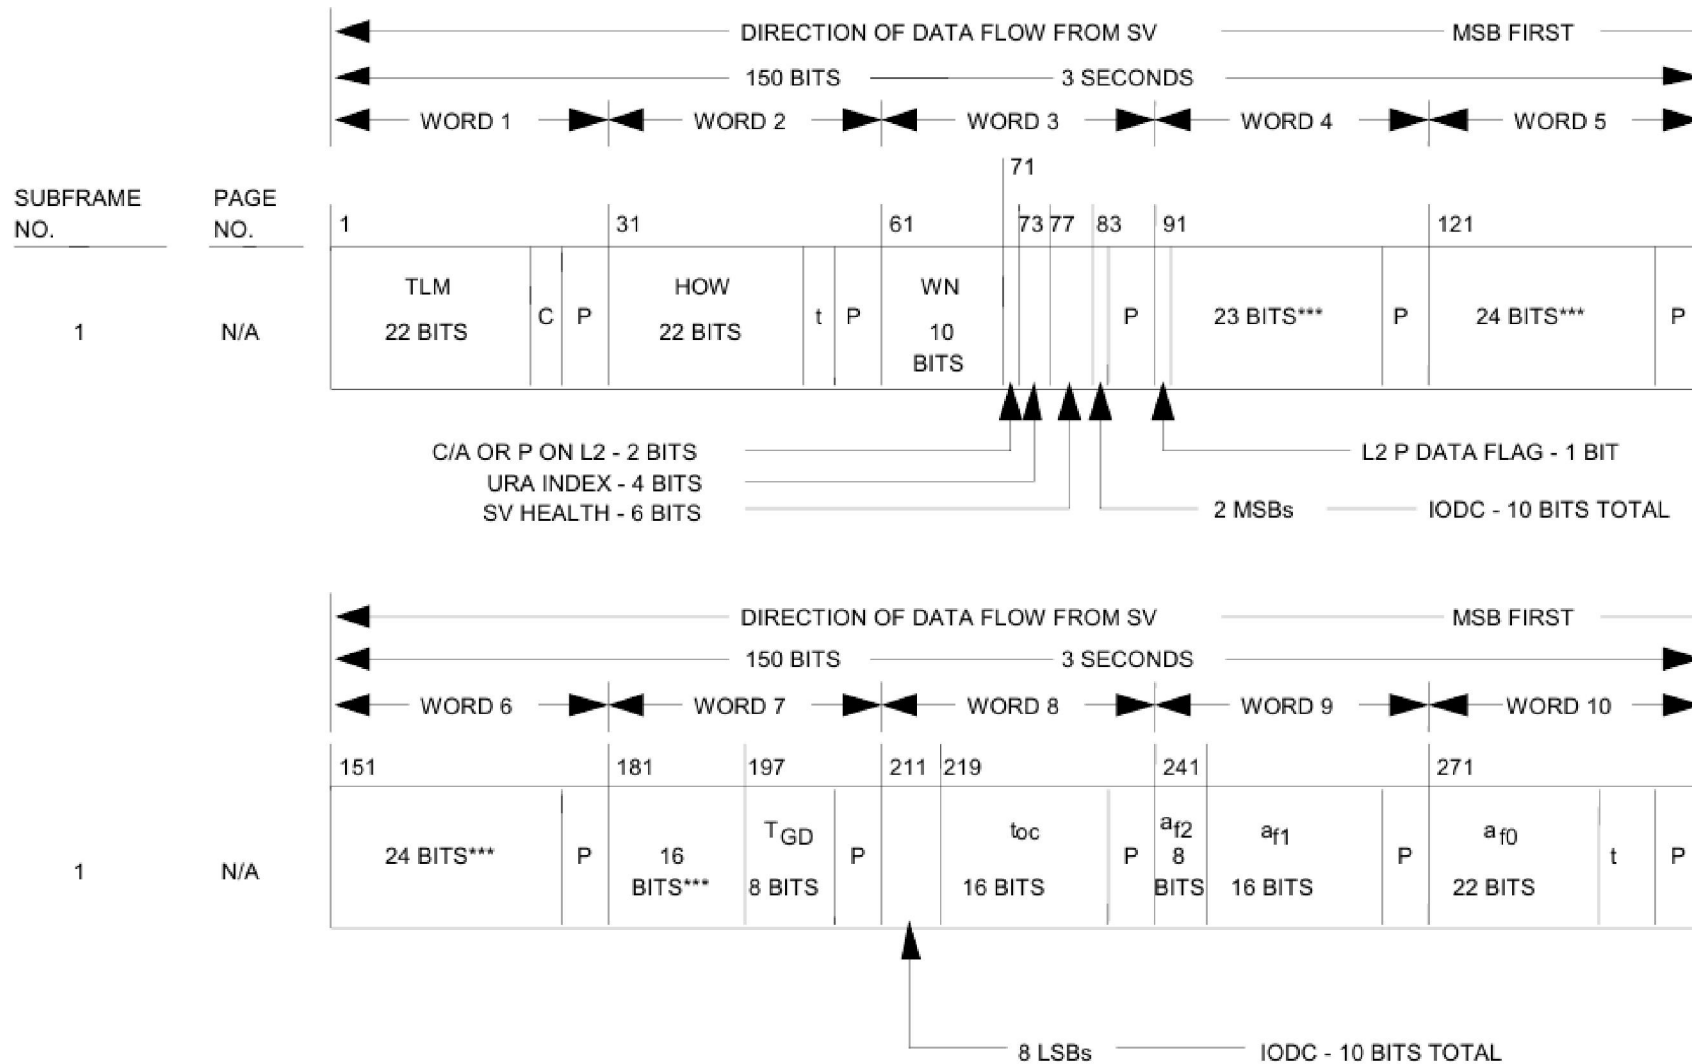 DIRECTION OF DATA FLOW FROM SV MSB FIRST
150 BITS 3 SECONDS
WORD 1 WORD 2 WORD 3 WORD 4 WORD 5
71
SUBFRAME PAGE
NO. NO.
1 31 61 73 77 83 91 121
TLM HOW WN
22 BITS C P 22 BITS t P 10 BITS P 23 BITS*** P 24 BITS*** P
1 N/A
C/A OR P ON L2 - 2 BITS L2 P DATA FLAG - 1 BIT
URA INDEX - 4 BITS
SV HEALTH - 6 BITS 2 MSBs IODC - 10 BITS TOTAL
DIRECTION OF DATA FLOW FROM SV MSB FIRST
150 BITS 3 SECONDS
WORD 6 WORD 7 WORD 8 WORD 9 WORD 10
151 181 197 211 219 241 271
TGD toc af2 af1 af0
24 BITS*** P 16 BITS*** 8 BITS P 16 BITS P 8 BITS 16 BITS P 22 BITS t P
1 N/A
8 LSBs IODC - 10 BITS TOTAL